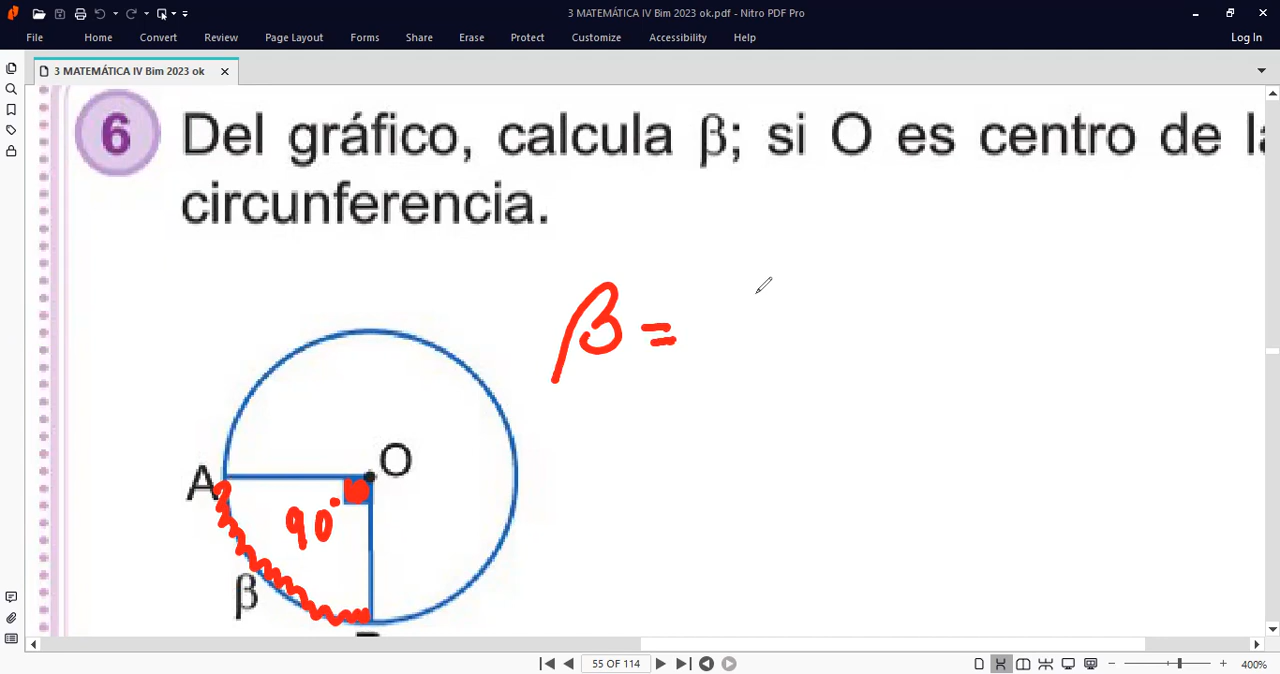 3 MATEMÁTICA IV Bim 2023 ok.pdf - Nitro PDF Pro
File Home Convert Review Page Layout Forms Share Erase Protect Customize Accessibility Help Log In
3 MATEMÁTICA IV Bim 2023 ok
6 Del gráfico, calcula β; si O es centro de
circunferencia.
β =
O
A
90°
β
55 OF 114
400%